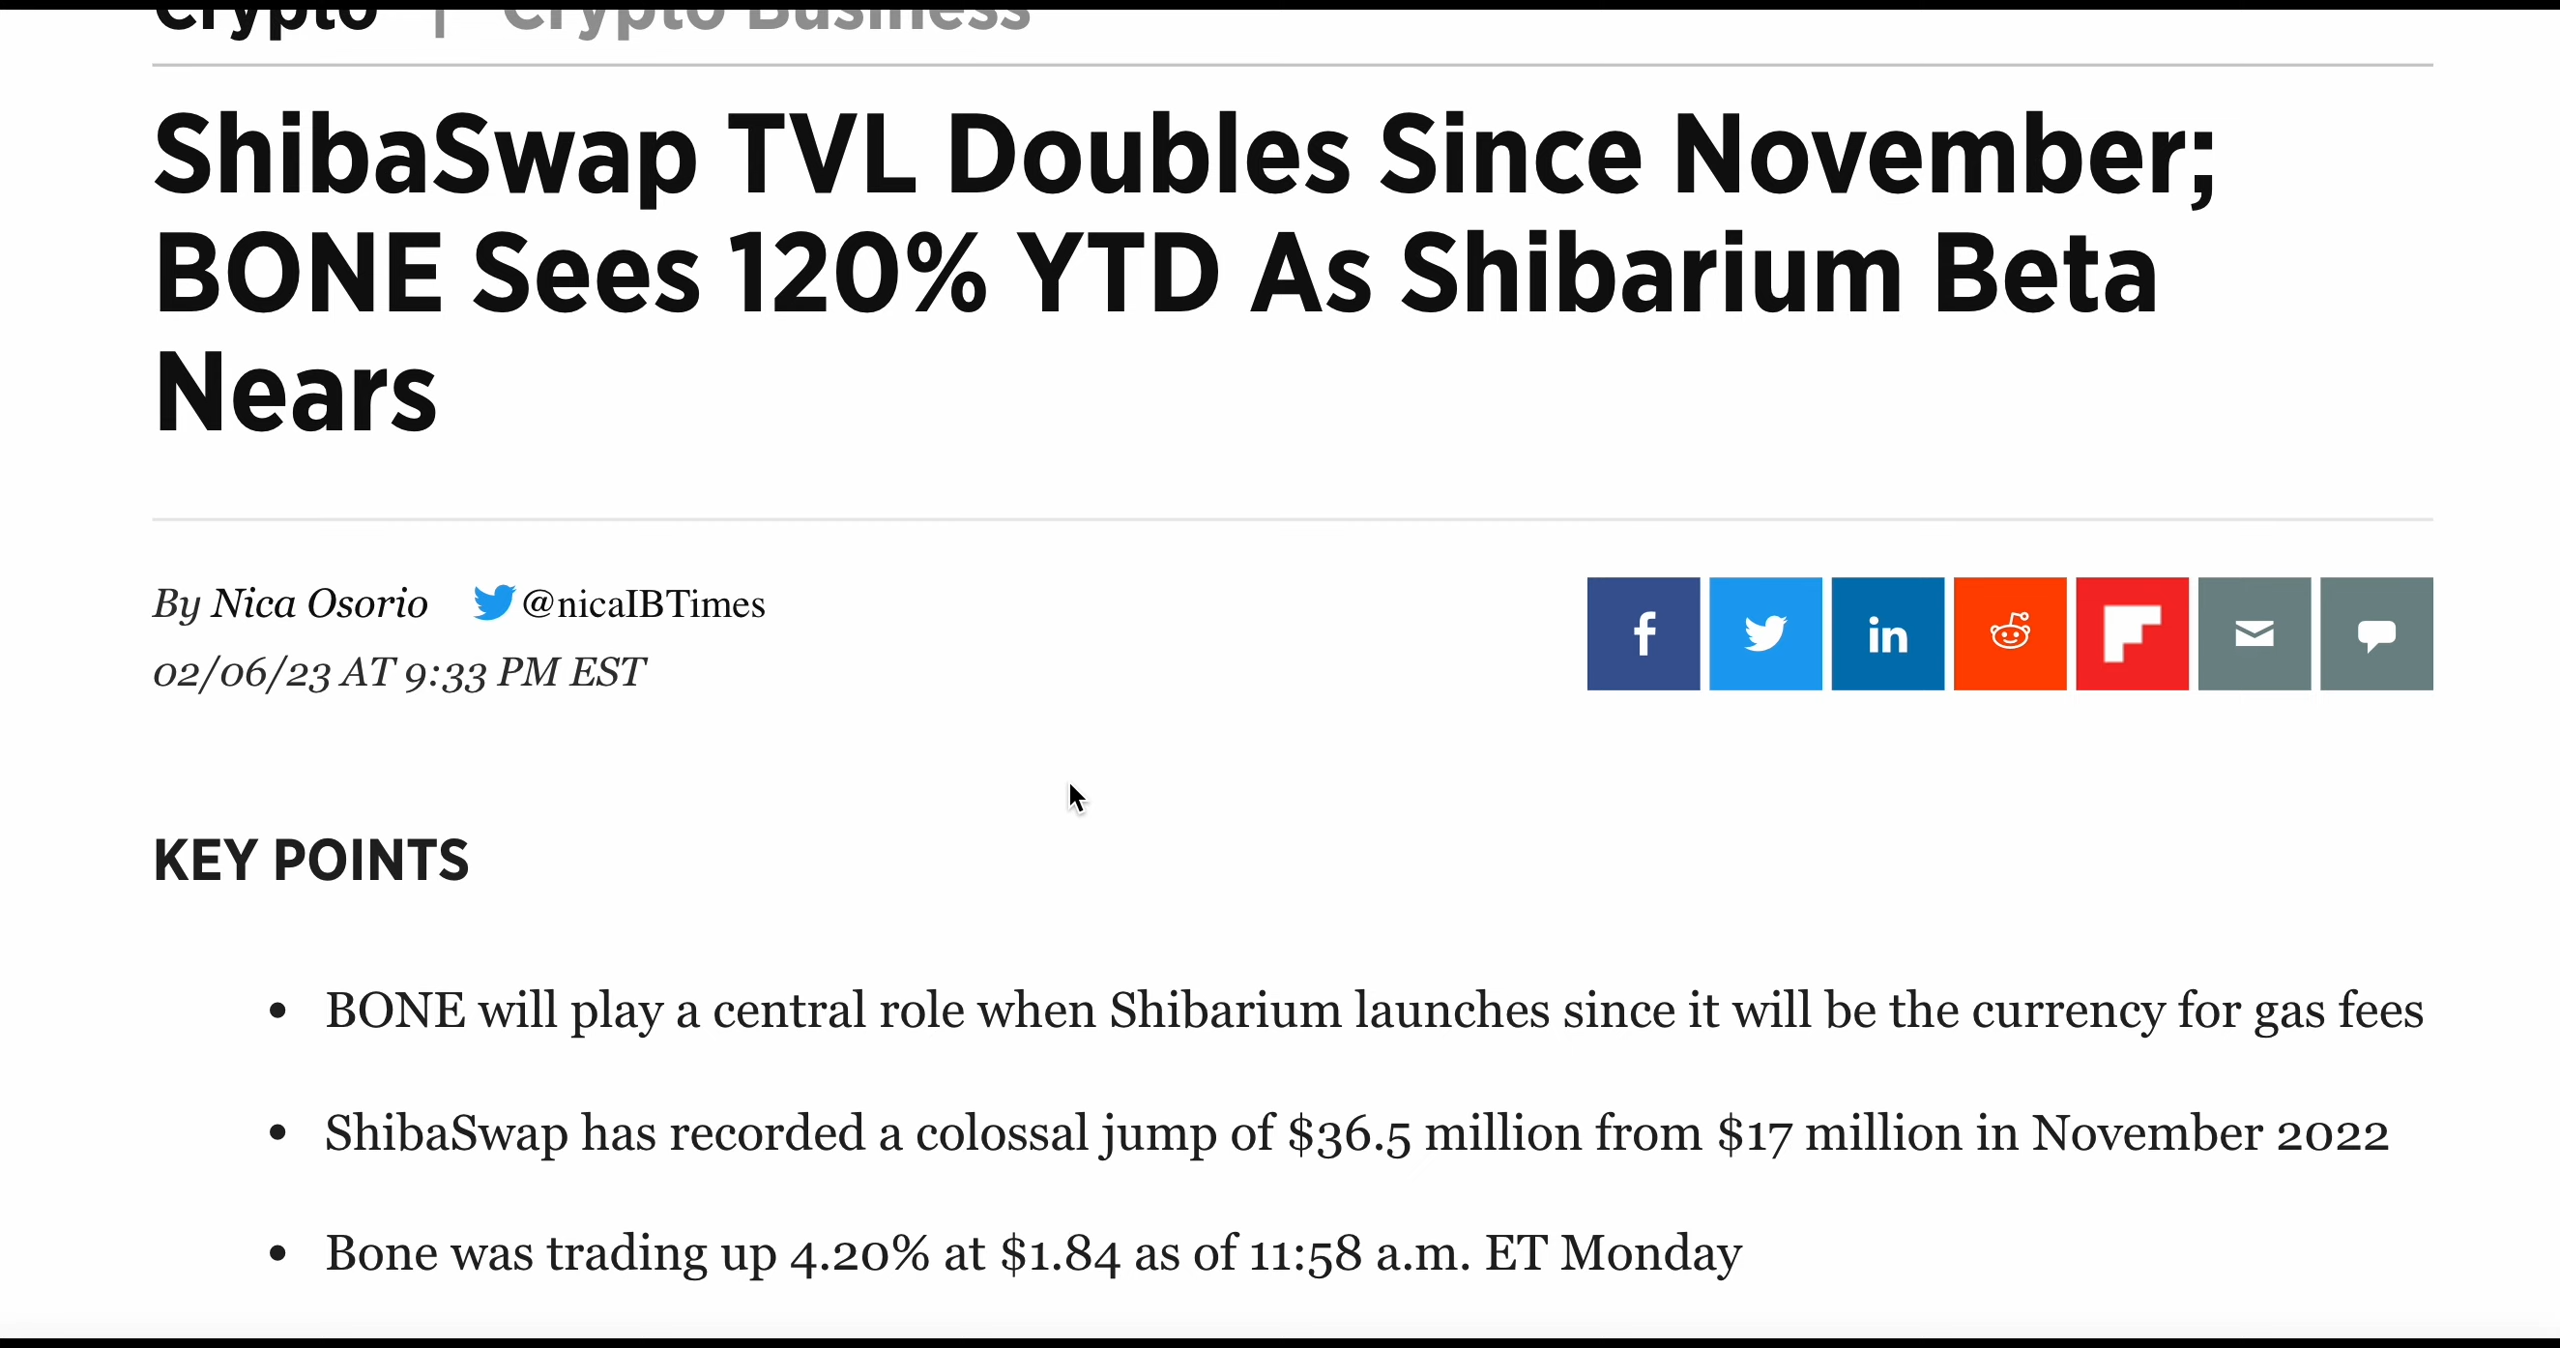 Crypto | Crypto Business
ShibaSwap TVL Doubles Since November;
BONE Sees 120% YTD As Shibarium Beta
Nears
By Nica Osorio @nicaIBTimes
02/06/23 AT 9:33 PM EST
KEY POINTS
• BONE will play a central role when Shibarium launches since it will be the currency for gas fees
• ShibaSwap has recorded a colossal jump of $36.5 million from $17 million in November 2022
• Bone was trading up 4.20% at $1.84 as of 11:58 a.m. ET Monday